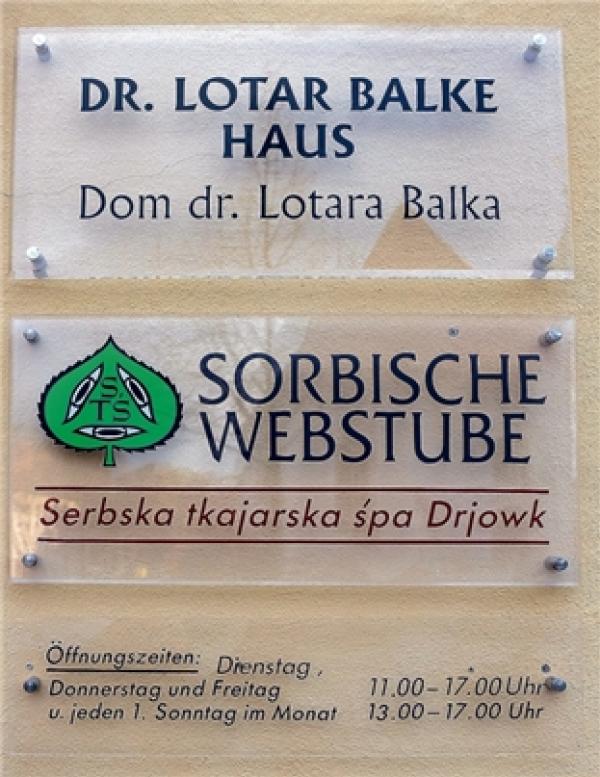 DR. LOTAR BALKE
HAUS
Dom dr. Lotara Balka
S.
TŠ
SORBISCHE
WEBSTUBE
Serbska tkajarska śpa Drjowk
Öffnungszeiten: Dienstag,
Donnerstag und Freitag 11.00–17.00 Uhr
u. jeden 1. Sonntag im Monat 13.00–17.00 Uhr